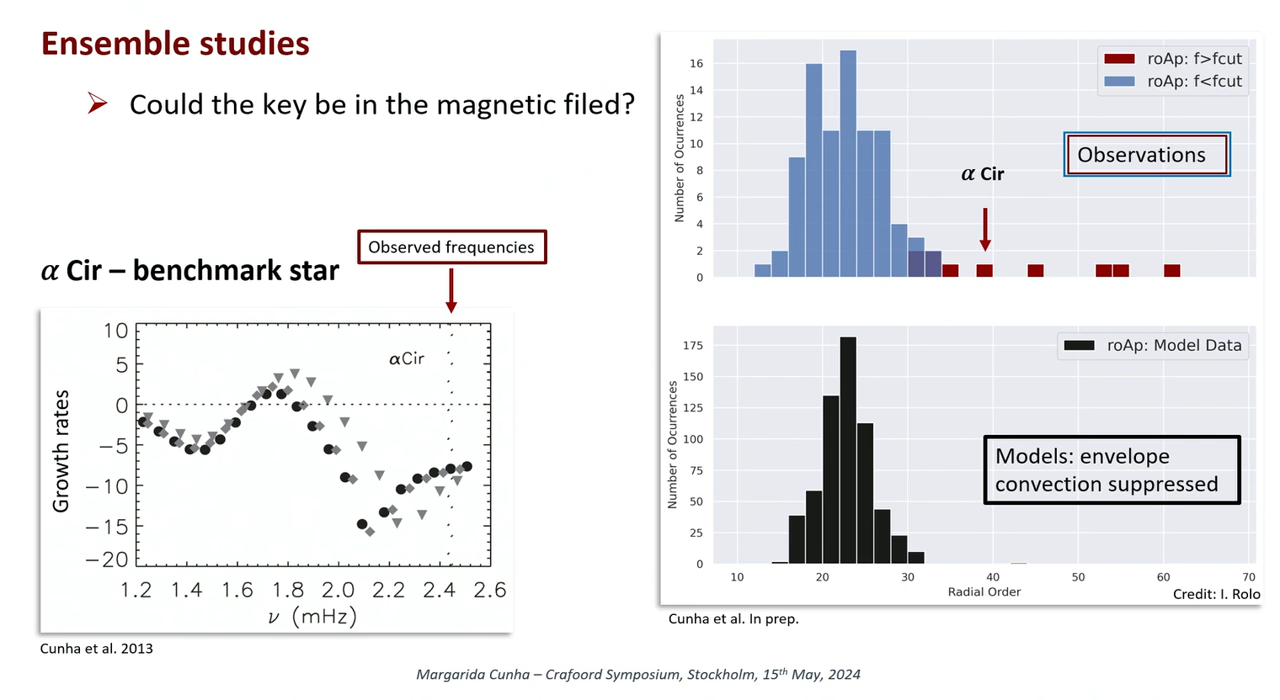 Ensemble studies
➢ Could the key be in the magnetic filed?
α Cir – benchmark star
Observed frequencies
10
5
0
−5
−10
−15
−20
Growth rates
αCir
1.2 1.4 1.6 1.8 2.0 2.2 2.4 2.6
ν (mHz)
Cunha et al. 2013
16
14
12
10
8
6
4
2
0
Number of Ocurrences
roAp: f>fcut
roAp: f<fcut
Observations
α Cir
175
150
125
100
75
50
25
0
Number of Ocurrences
roAp: Model Data
Models: envelope
convection suppressed
10 20 30 40 50 60 70
Radial Order
Credit: I. Rolo
Cunha et al. In prep.
Margarida Cunha – Crafoord Symposium, Stockholm, 15th May, 2024